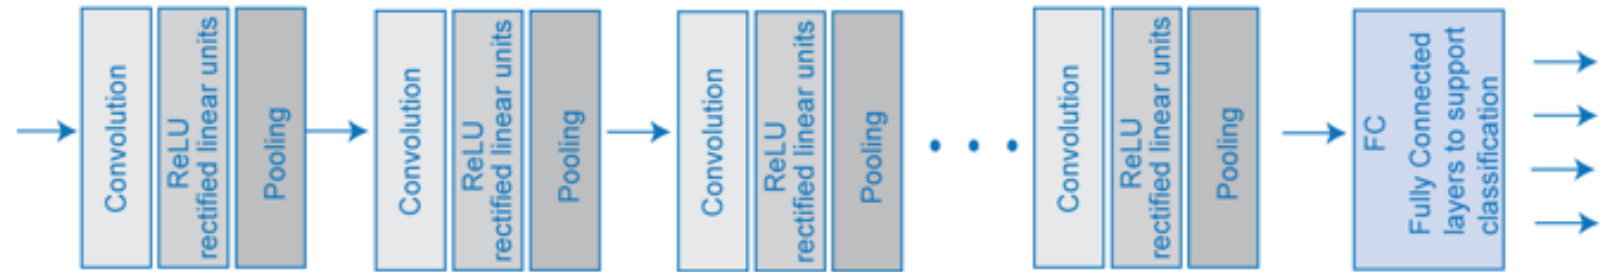 Convolution
ReLU
rectified linear units
Pooling
Convolution
ReLU
rectified linear units
Pooling
Convolution
ReLU
rectified linear units
Pooling
Convolution
ReLU
rectified linear units
Pooling
FC
Fully Connected
layers to support
classification